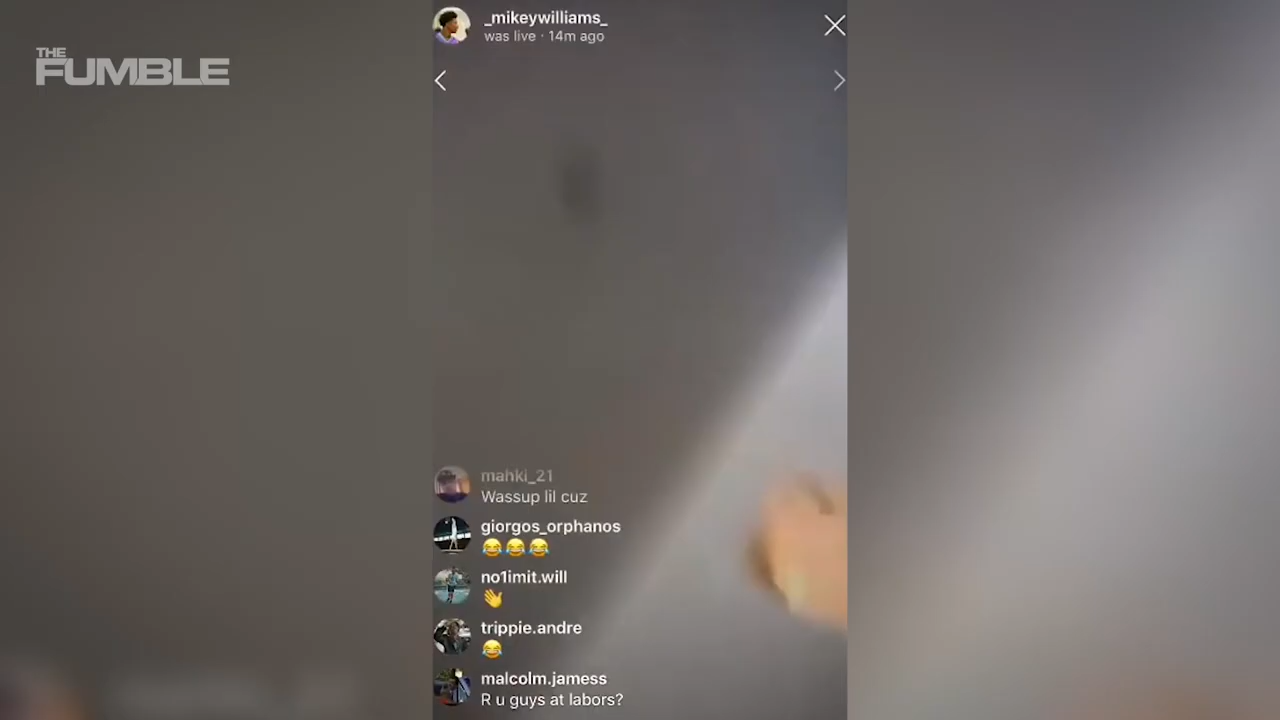 THE
FUMBLE
_mikeywilliams_
was live · 14m ago
mahki_21
Wassup lil cuz
giorgos_orphanos
😂😂😂
no1imit.will
👋
trippie.andre
😂
malcolm.jamess
R u guys at labors?